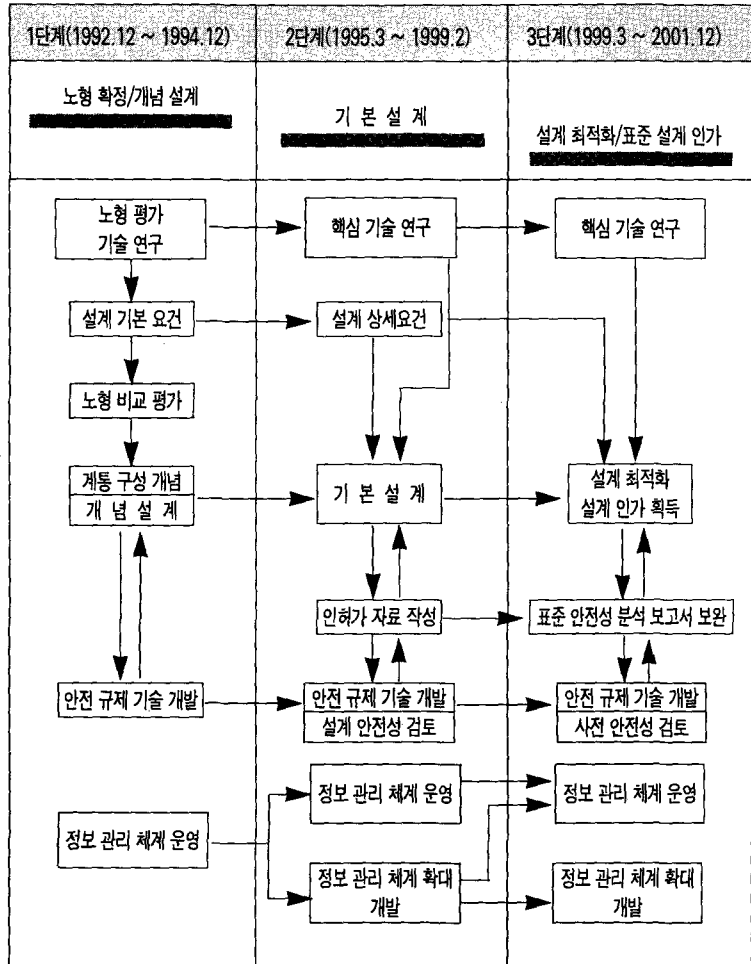 1단계(1992.12 ~ 1994.12)
2단계(1995.3 ~ 1999.2)
3단계(1999.3 ~ 2001.12)
노형 확정/개념 설계
기 본 설 계
설계 최적화/표준 설계 인가
노형 평가
기술 연구
핵심 기술 연구
핵심 기술 연구
설계 기본 요건
설계 상세요건
노형 비교 평가
계통 구성 개념
개 념 설 계
기 본 설 계
설계 최적화
설계 인가 획득
인허가 자료 작성
표준 안전성 분석 보고서 보완
안전 규제 기술 개발
안전 규제 기술 개발
설계 안전성 검토
안전 규제 기술 개발
사전 안전성 검토
정보 관리 체계 운영
정보 관리 체계 운영
정보 관리 체계 운영
정보 관리 체계 확대
개발
정보 관리 체계 확대
개발